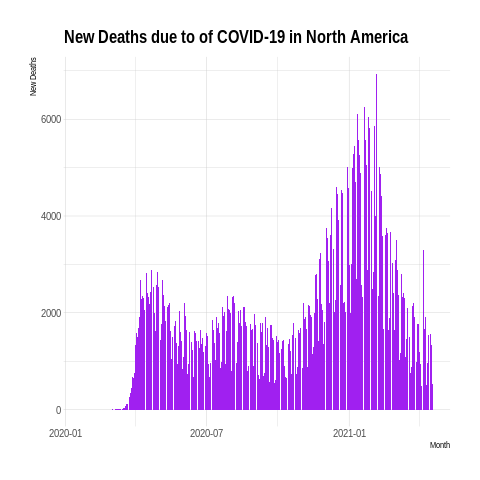 New Deaths due to of COVID-19 in North America
New Deaths
6000
4000
2000
0
2020-01
2020-07
2021-01
Month